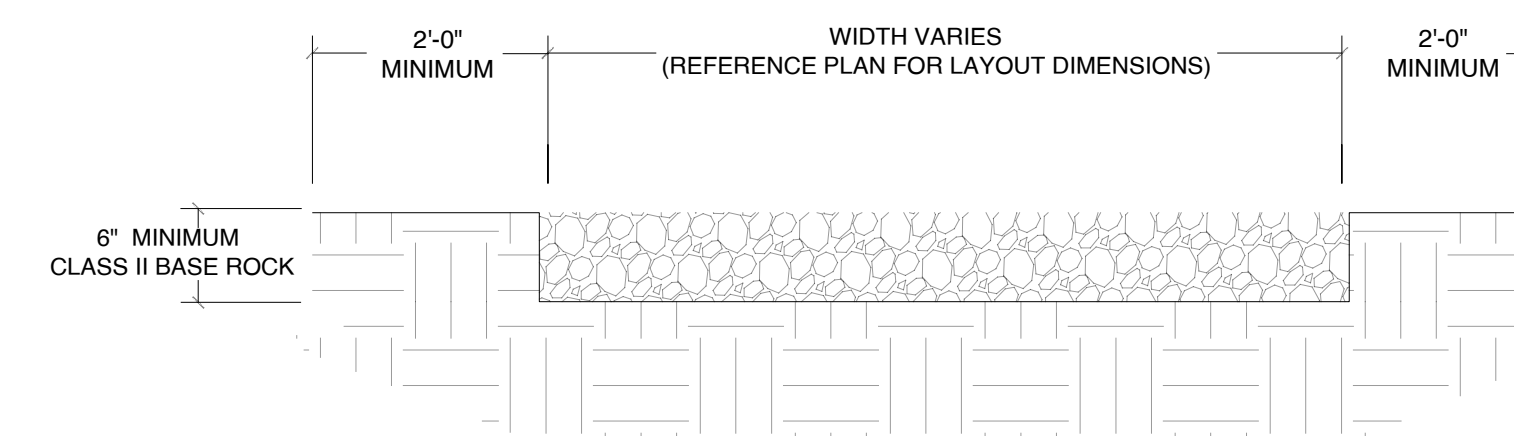 2'-0"
MINIMUM
WIDTH VARIES
(REFERENCE PLAN FOR LAYOUT DIMENSIONS)
2'-0"
MINIMUM
6" MINIMUM
CLASS II BASE ROCK